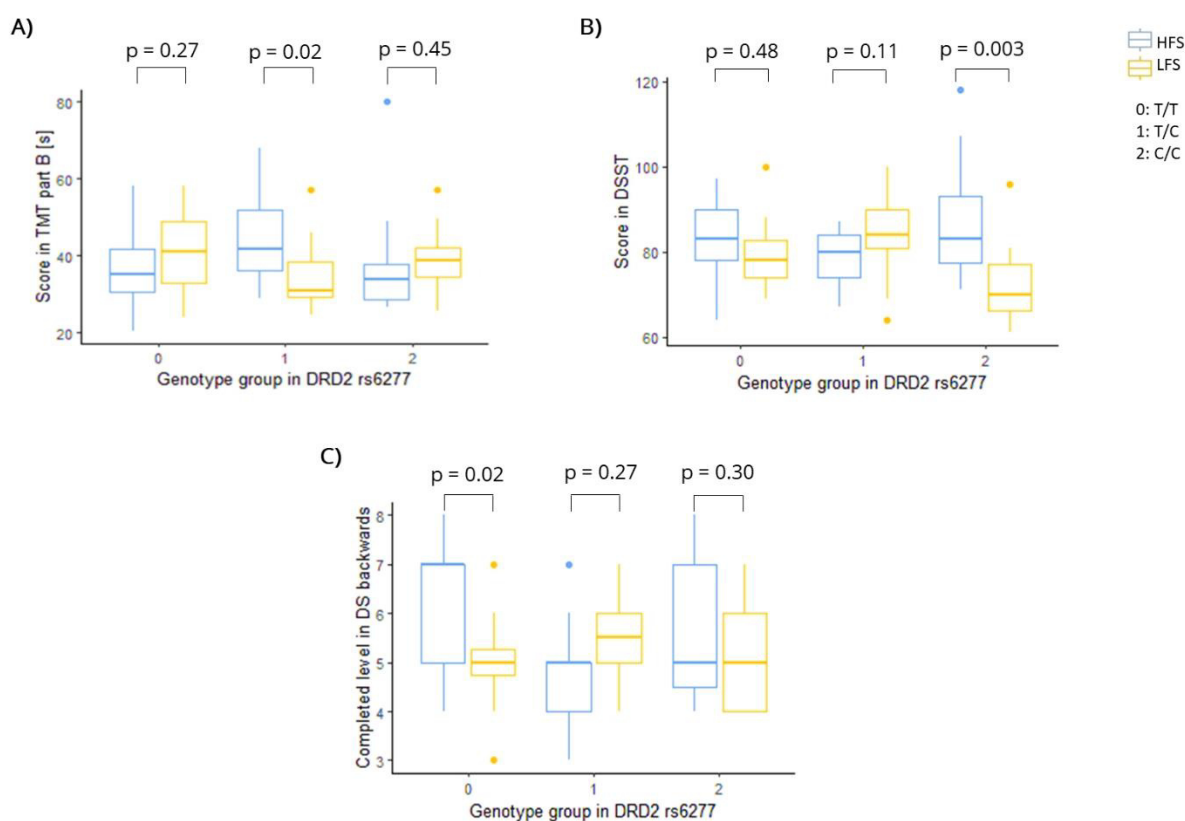 A)
p = 0.27
p = 0.02
p = 0.45
Score in TMT part B [s]
80
60
40
20
0
1
2
Genotype group in DRD2 rs6277
B)
p = 0.48
p = 0.11
p = 0.003
Score in DSST
120
100
80
60
0
1
2
Genotype group in DRD2 rs6277
HFS
LFS
0: T/T
1: T/C
2: C/C
C)
p = 0.02
p = 0.27
p = 0.30
Completed level in DS backwards
8
7
6
5
4
3
0
1
2
Genotype group in DRD2 rs6277